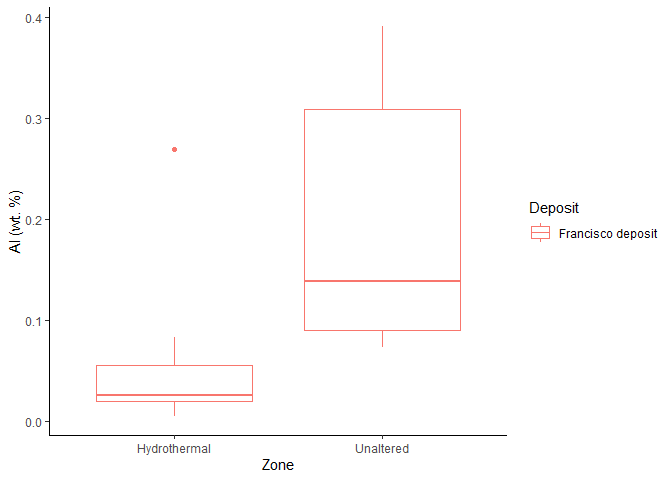 0.4
0.3
0.2
0.1
0.0
Al (wt. %)
Hydrothermal
Unaltered
Zone
Deposit
Francisco deposit